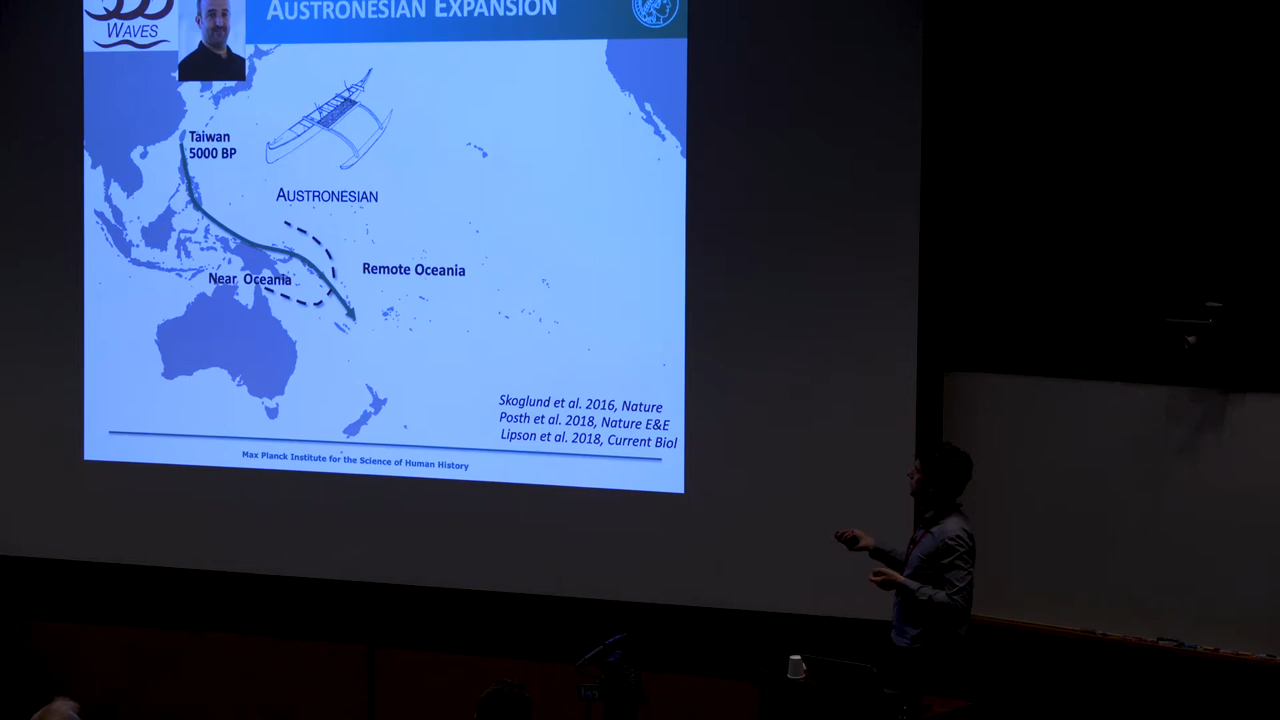 WAVES
AUSTRONESIAN EXPANSION
Taiwan
5000 BP
AUSTRONESIAN
Remote Oceania
Near Oceania
Skoglund et al. 2016, Nature
Posth et al. 2018, Nature E&E
Lipson et al. 2018, Current Biol
Max Planck Institute for the Science of Human History